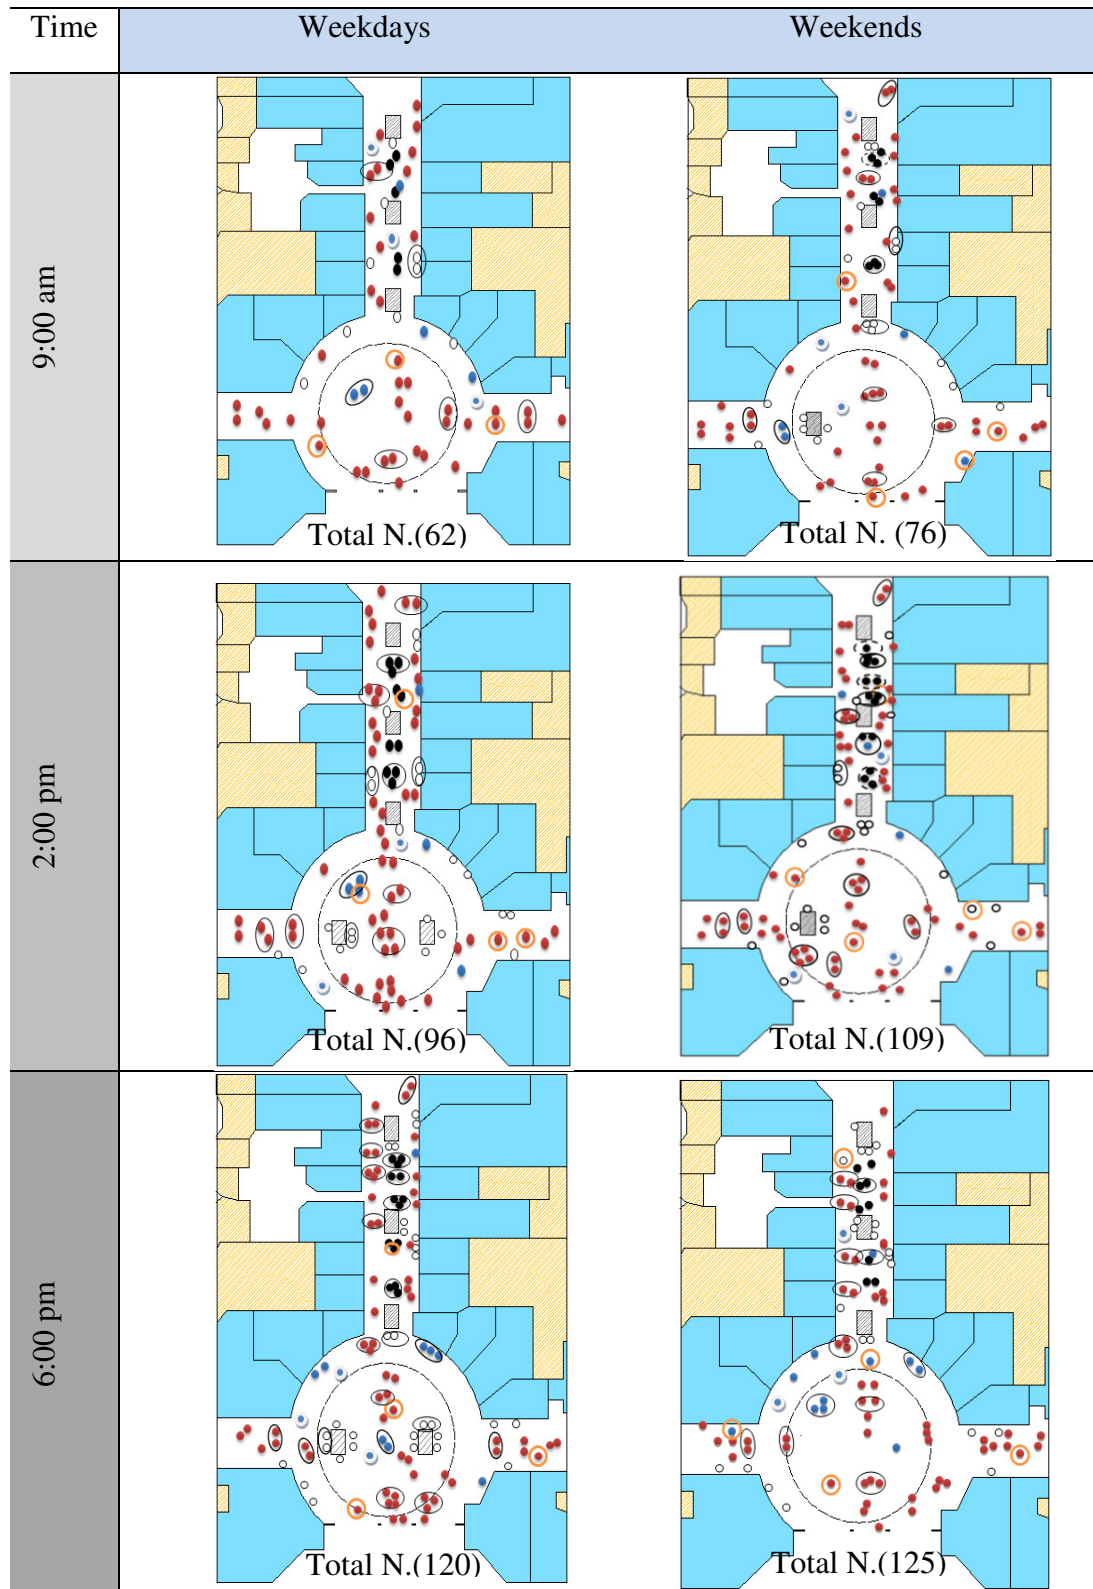 Time Weekdays Weekends
9:00 am
Total N.(62)
Total N. (76)
2:00 pm
Total N.(96)
Total N.(109)
6:00 pm
Total N.(120)
Total N.(125)